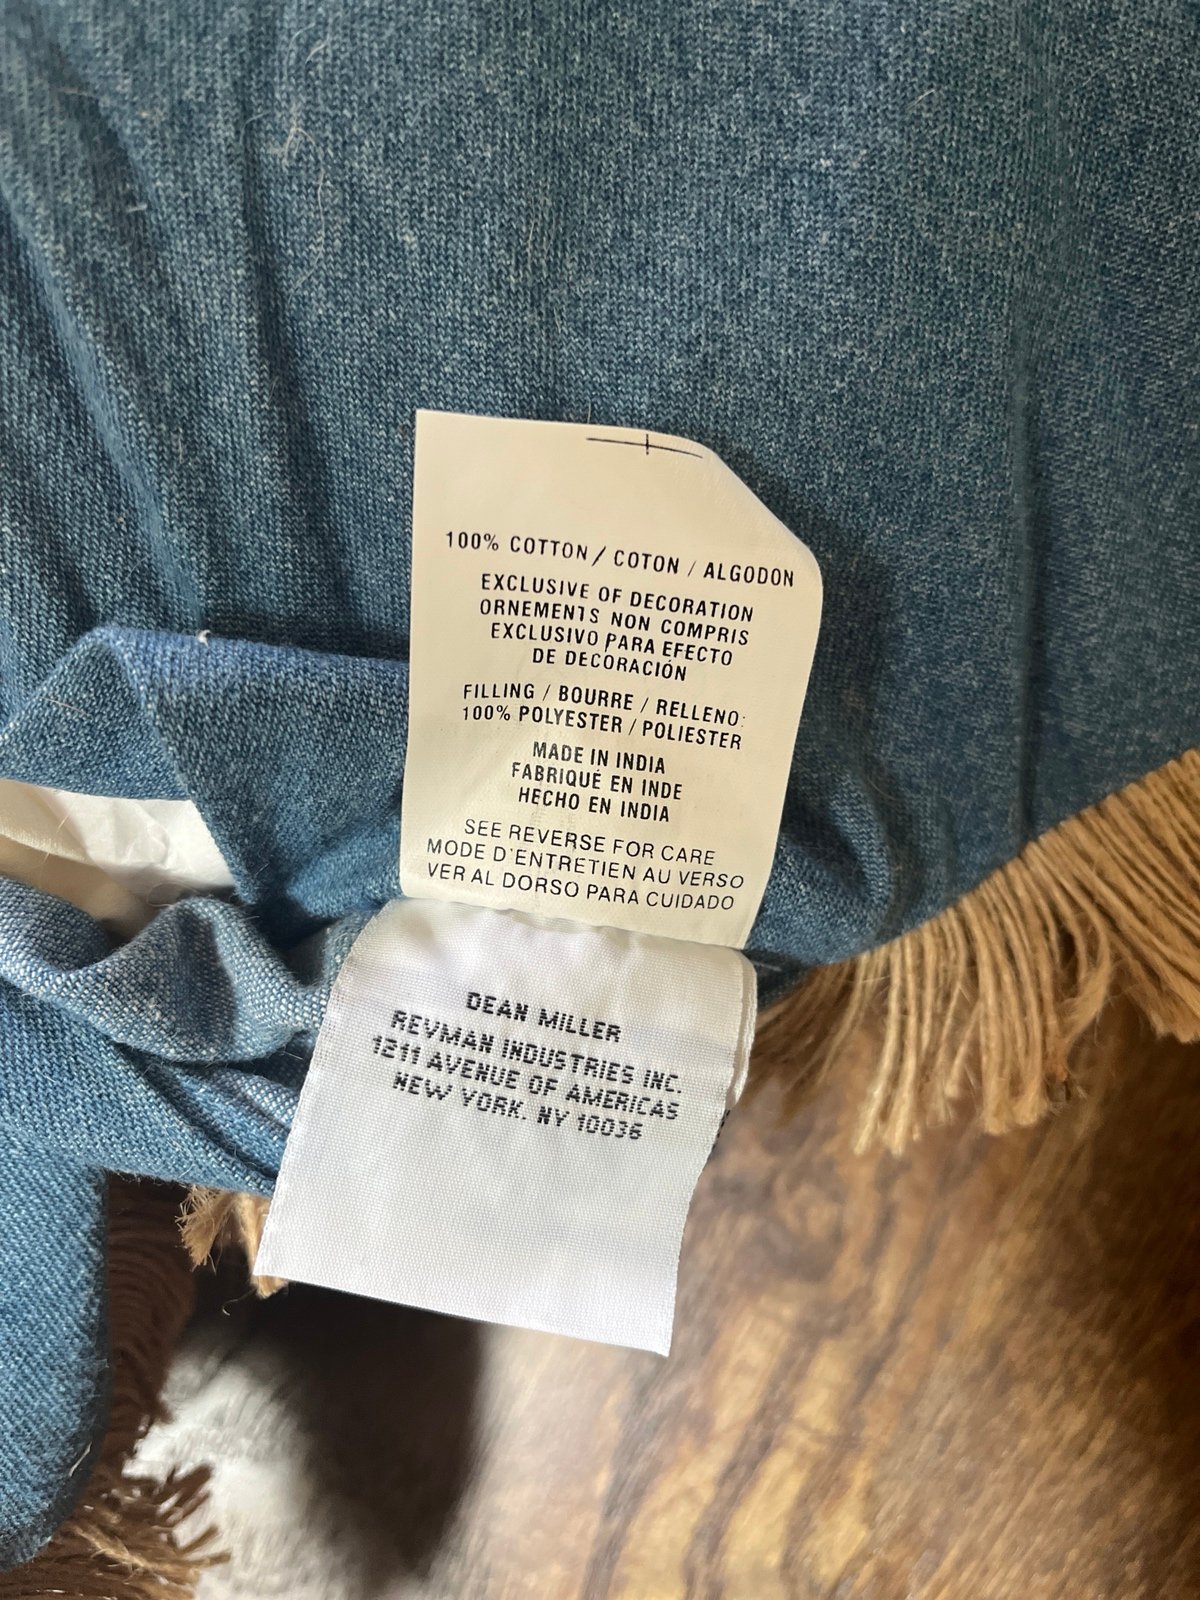 100% COTTON / COTON / ALGODON
EXCLUSIVE OF DECORATION
ORNEMENTS NON COMPRIS
EXCLUSIVO PARA EFECTO
DE DECORACIÓN
FILLING / BOURRE / RELLENO:
100% POLYESTER / POLIESTER
MADE IN INDIA
FABRIQUÉ EN INDE
HECHO EN INDIA
SEE REVERSE FOR CARE
MODE D'ENTRETIEN AU VERSO
VER AL DORSO PARA CUIDADO
DEAN MILLER
REVMAN INDUSTRIES INC.
1211 AVENUE OF AMERICAS
NEW YORK. NY 10036